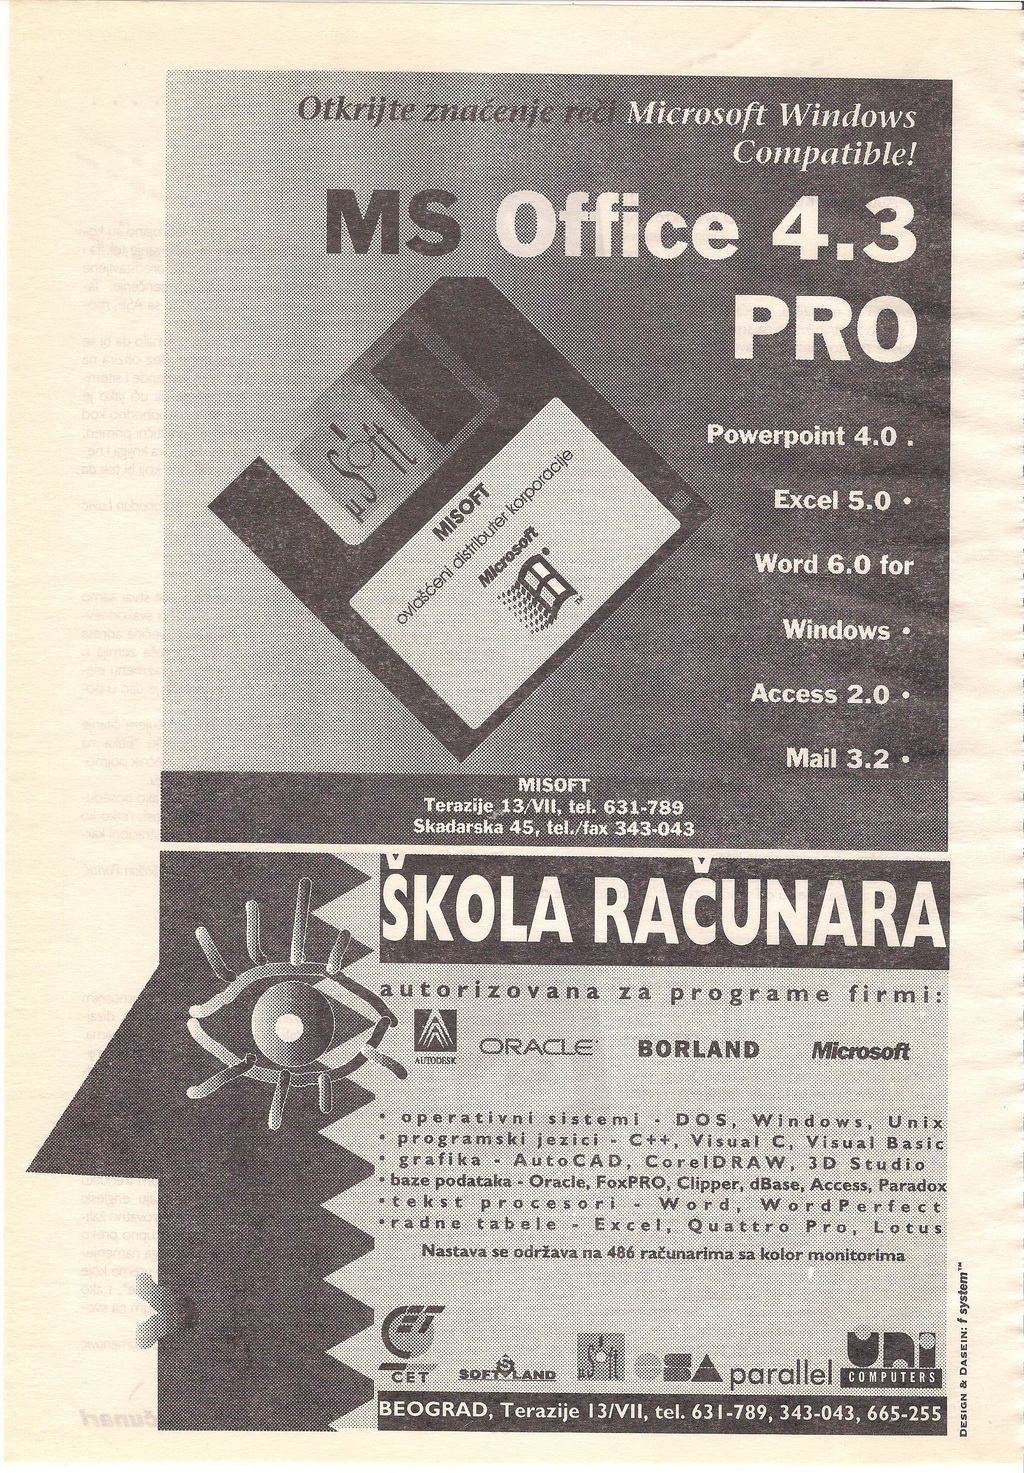 Otkrijte znaćenje reči Microsoft Windows
Compatible!
MS Office 4.3
PRO
Powerpoint 4.0 .
Excel 5.0 •
Word 6.0 for
Windows •
Access 2.0 •
Mail 3.2 •
µSoft
MISOFT
ovlašćeni distributer korporacije
Microsoft
MISOFT
Terazije 13/VII, tel. 631-789
Skadarska 45, tel./fax 343-043
ŠKOLA RAČUNARA
autorizovana za programe firmi:
AUTODESK ORACLE BORLAND Microsoft
• operativni sistemi - DOS, Windows, Unix
• programski jezici - C++, Visual C, Visual Basic
• grafika - AutoCAD, CorelDRAW, 3D Studio
• baze podataka - Oracle, FoxPRO, Clipper, dBase, Access, Paradox
• tekst procesori - Word, WordPerfect
• radne tabele - Excel, Quattro Pro, Lotus
Nastava se održava na 486 računarima sa kolor monitorima
CET SOFTLAND parallel UNI COMPUTERS
BEOGRAD, Terazije 13/VII, tel. 631-789, 343-043, 665-255
DESIGN & DASEIN: f system™